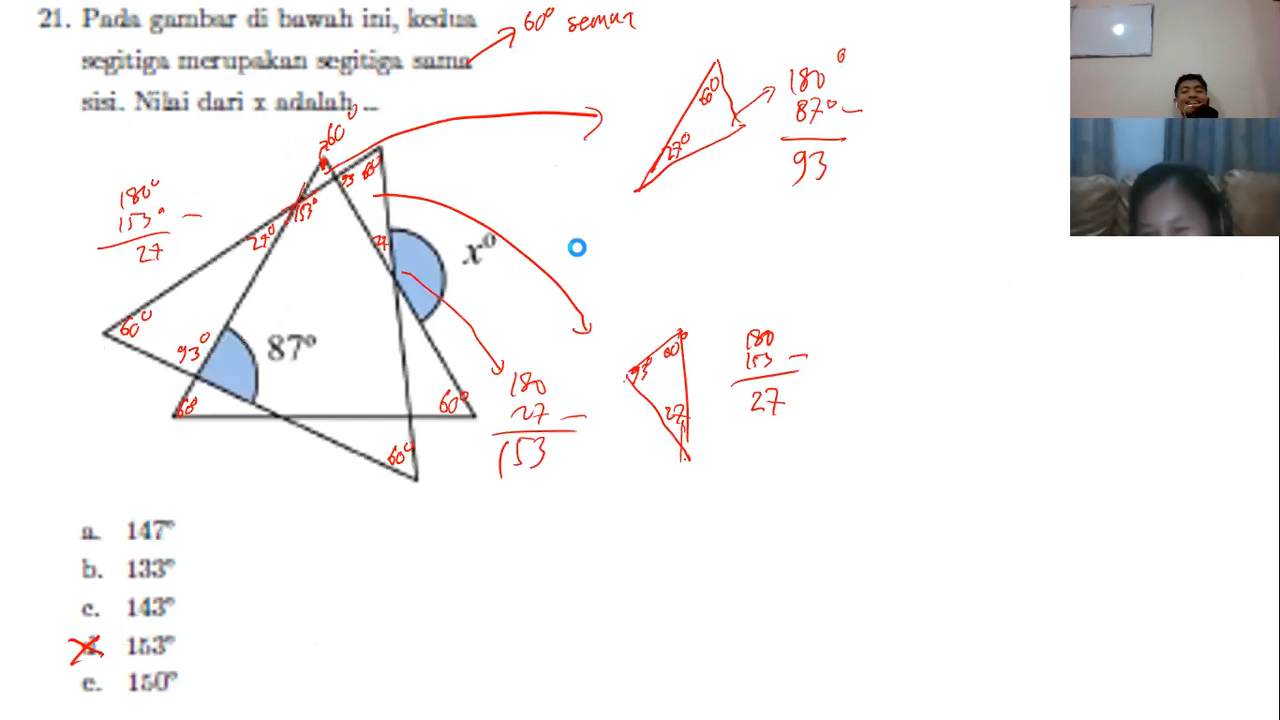 21. Pada gambar di bawah ini, kedua
segitiga merupakan segitiga sama
sisi. Nilai dari x adalah ...
60° semua
60°
180°
153° -
27
27°
153°
93
60°
60°
93°
87°
60°
60°
60°
27
x°
180
27 -
153
60°
27°
180°
87° -
93
60°
93°
27
180
153 -
27
a. 147°
b. 133°
c. 143°
d. 153°
e. 150°